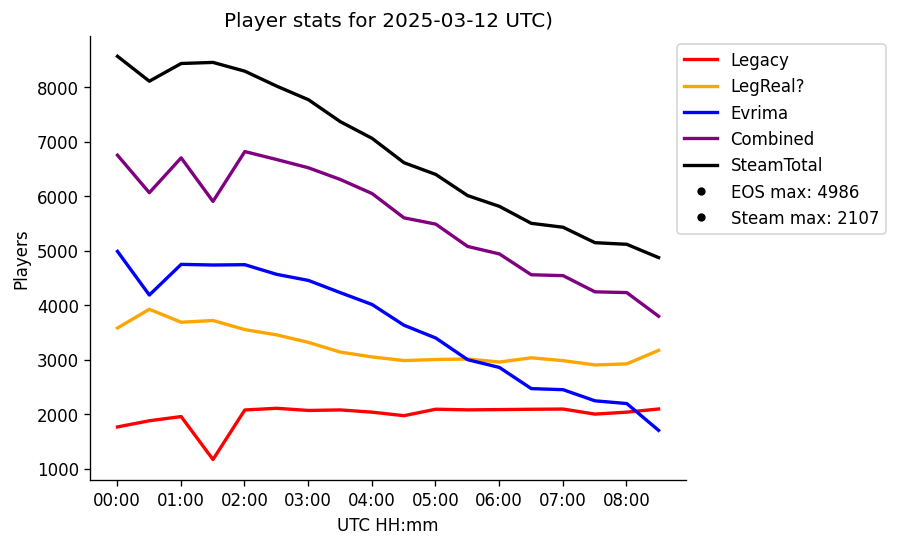 Player stats for 2025-03-12 UTC)
Legacy
LegReal?
Evrima
Combined
SteamTotal
EOS max: 4986
Steam max: 2107
Players
8000
7000
6000
5000
4000
3000
2000
1000
00:00 01:00 02:00 03:00 04:00 05:00 06:00 07:00 08:00
UTC HH:mm